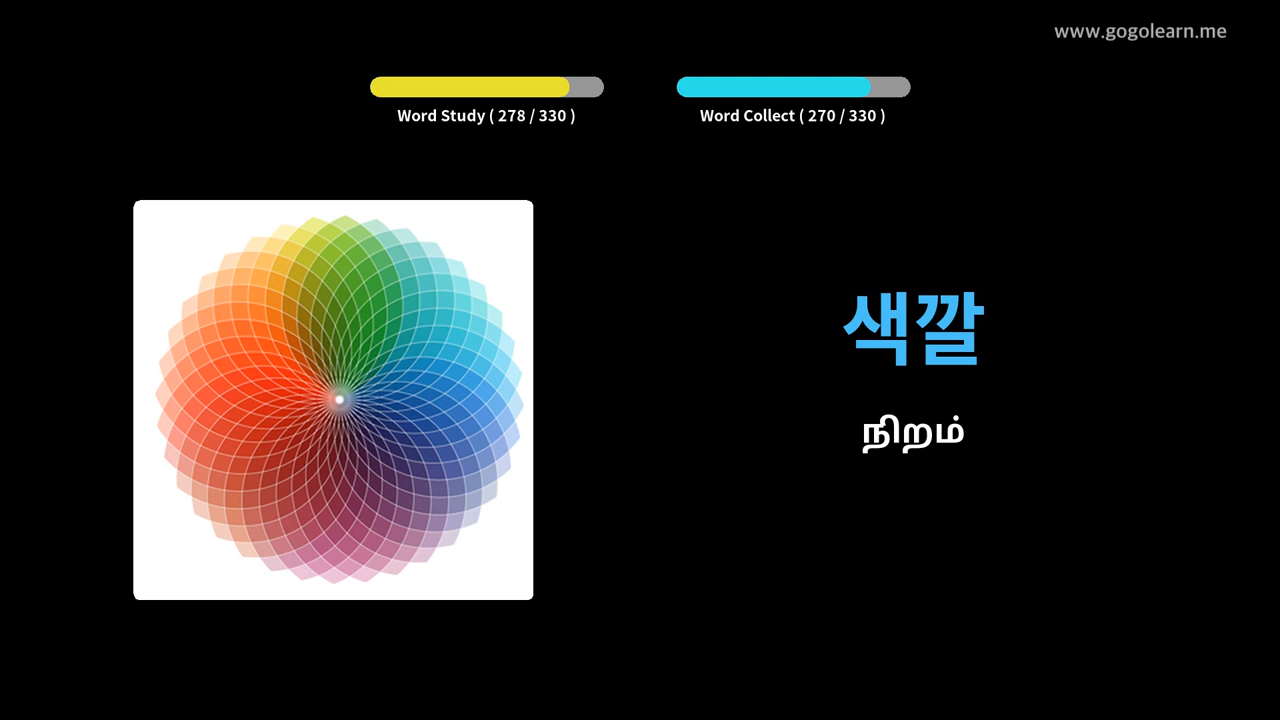 www.gogolearn.me
Word Study ( 278 / 330 )
Word Collect ( 270 / 330 )
색깔
நிறம்